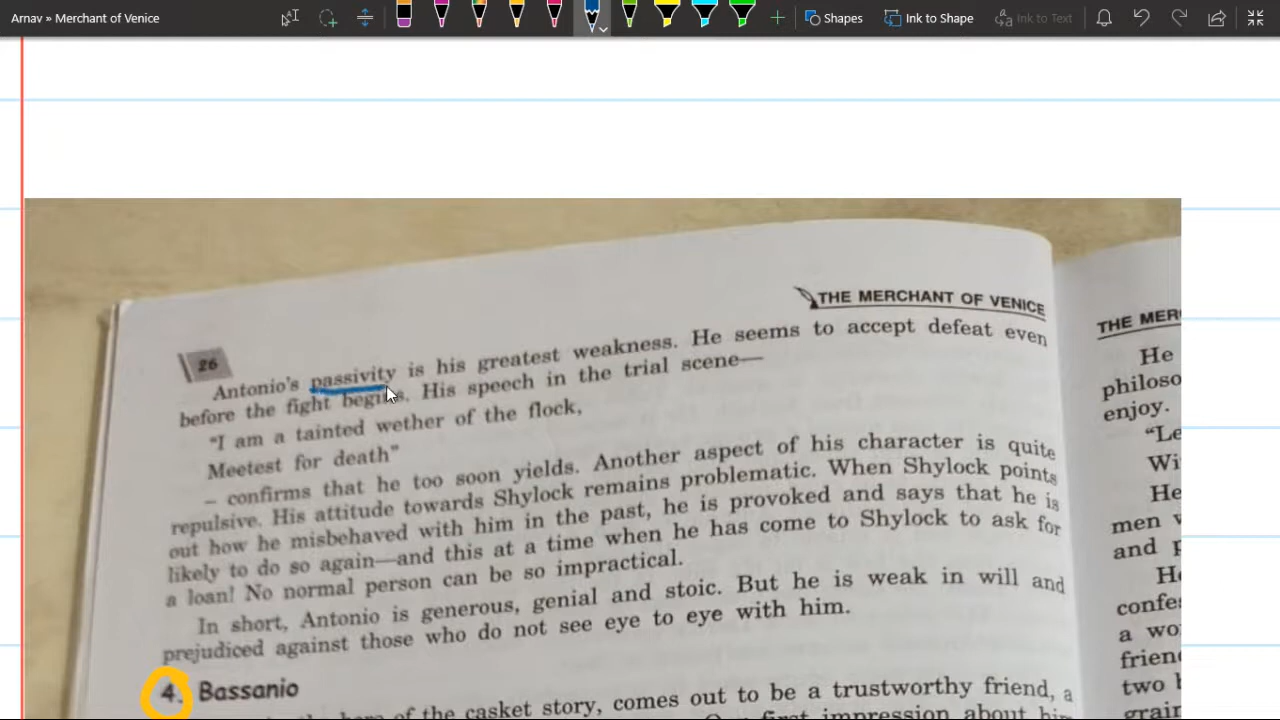 Arnav » Merchant of Venice
Shapes
Ink to Shape
Ink to Text
THE MERCHANT OF VENICE
26
Antonio's passivity is his greatest weakness. He seems to accept defeat even
before the fight begins. His speech in the trial scene—
"I am a tainted wether of the flock,
Meetest for death"
– confirms that he too soon yields. Another aspect of his character is quite
repulsive. His attitude towards Shylock remains problematic. When Shylock points
out how he misbehaved with him in the past, he is provoked and says that he is
likely to do so again—and this at a time when he has come to Shylock to ask for
a loan! No normal person can be so impractical.
In short, Antonio is generous, genial and stoic. But he is weak in will and
prejudiced against those who do not see eye to eye with him.
4. Bassanio
of the casket story, comes out to be a trustworthy friend, a
first impression about
THE MER
He
philoso
enjoy.
"Le
Wi
He
men
and
H
confes
a wo
frien
two
grain